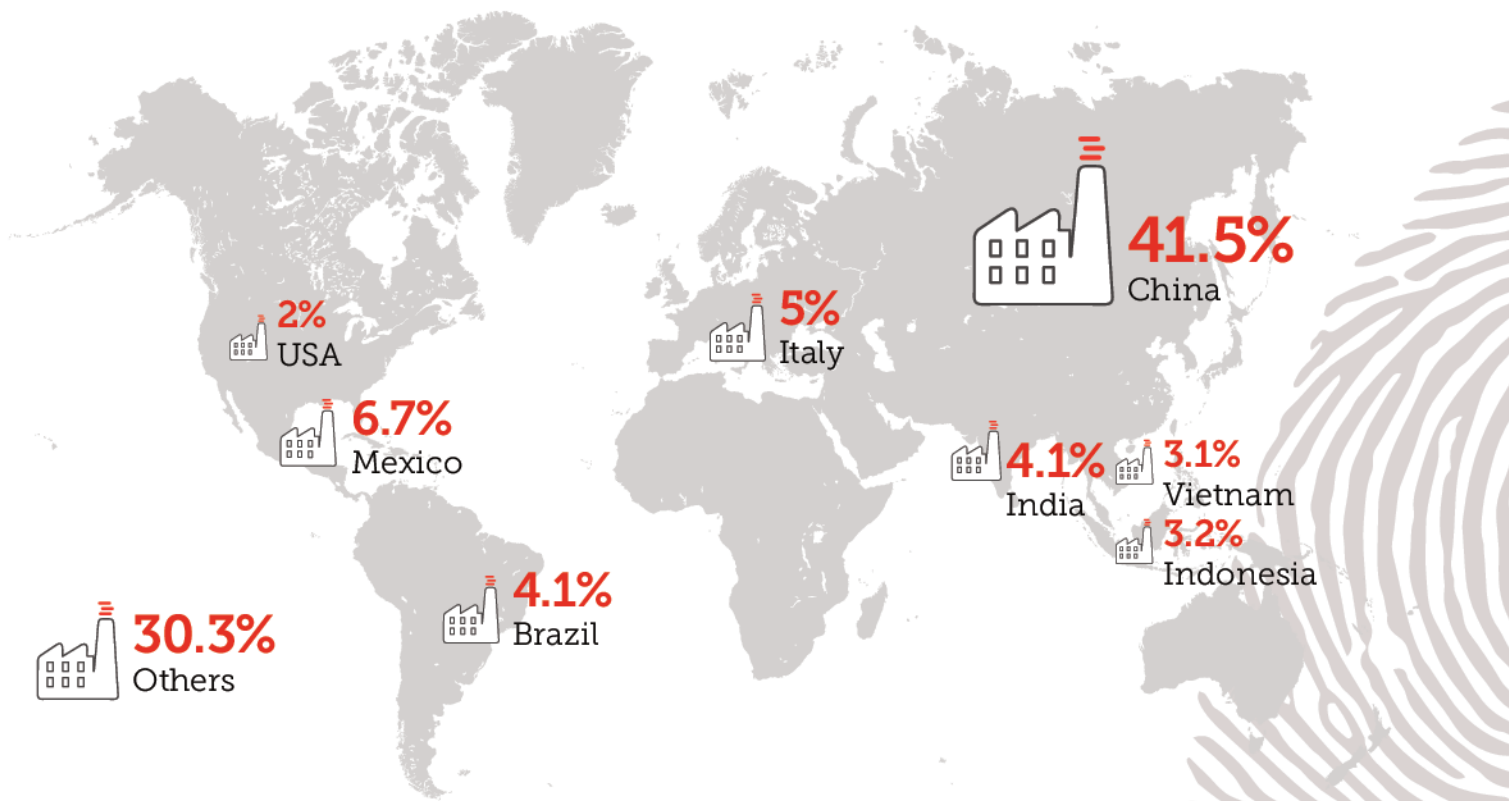 2%
USA
6.7%
Mexico
5%
Italy
41.5%
China
4.1%
India
3.1%
Vietnam
3.2%
Indonesia
4.1%
Brazil
30.3%
Others